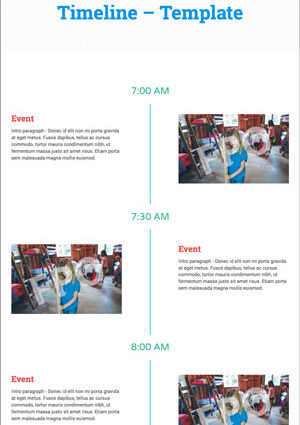 Timeline – Template
7:00 AM
Event
Intro paragraph - Donec id elit non mi porta gravida
at eget metus. Fusce dapibus, tellus ac cursus
commodo, tortor mauris condimentum nibh, ut
fermentum massa justo sit amet risus. Etiam porta
sem malesuada magna mollis euismod.
7:30 AM
Event
Intro paragraph - Donec id elit non mi porta gravida
at eget metus. Fusce dapibus, tellus ac cursus
commodo, tortor mauris condimentum nibh, ut
fermentum massa justo sit amet risus. Etiam porta
sem malesuada magna mollis euismod.
8:00 AM
Event
Intro paragraph - Donec id elit non mi porta gravida
at eget metus. Fusce dapibus, tellus ac cursus
commodo, tortor mauris condimentum nibh, ut
fermentum massa justo sit amet risus. Etiam porta
sem malesuada magna mollis euismod.